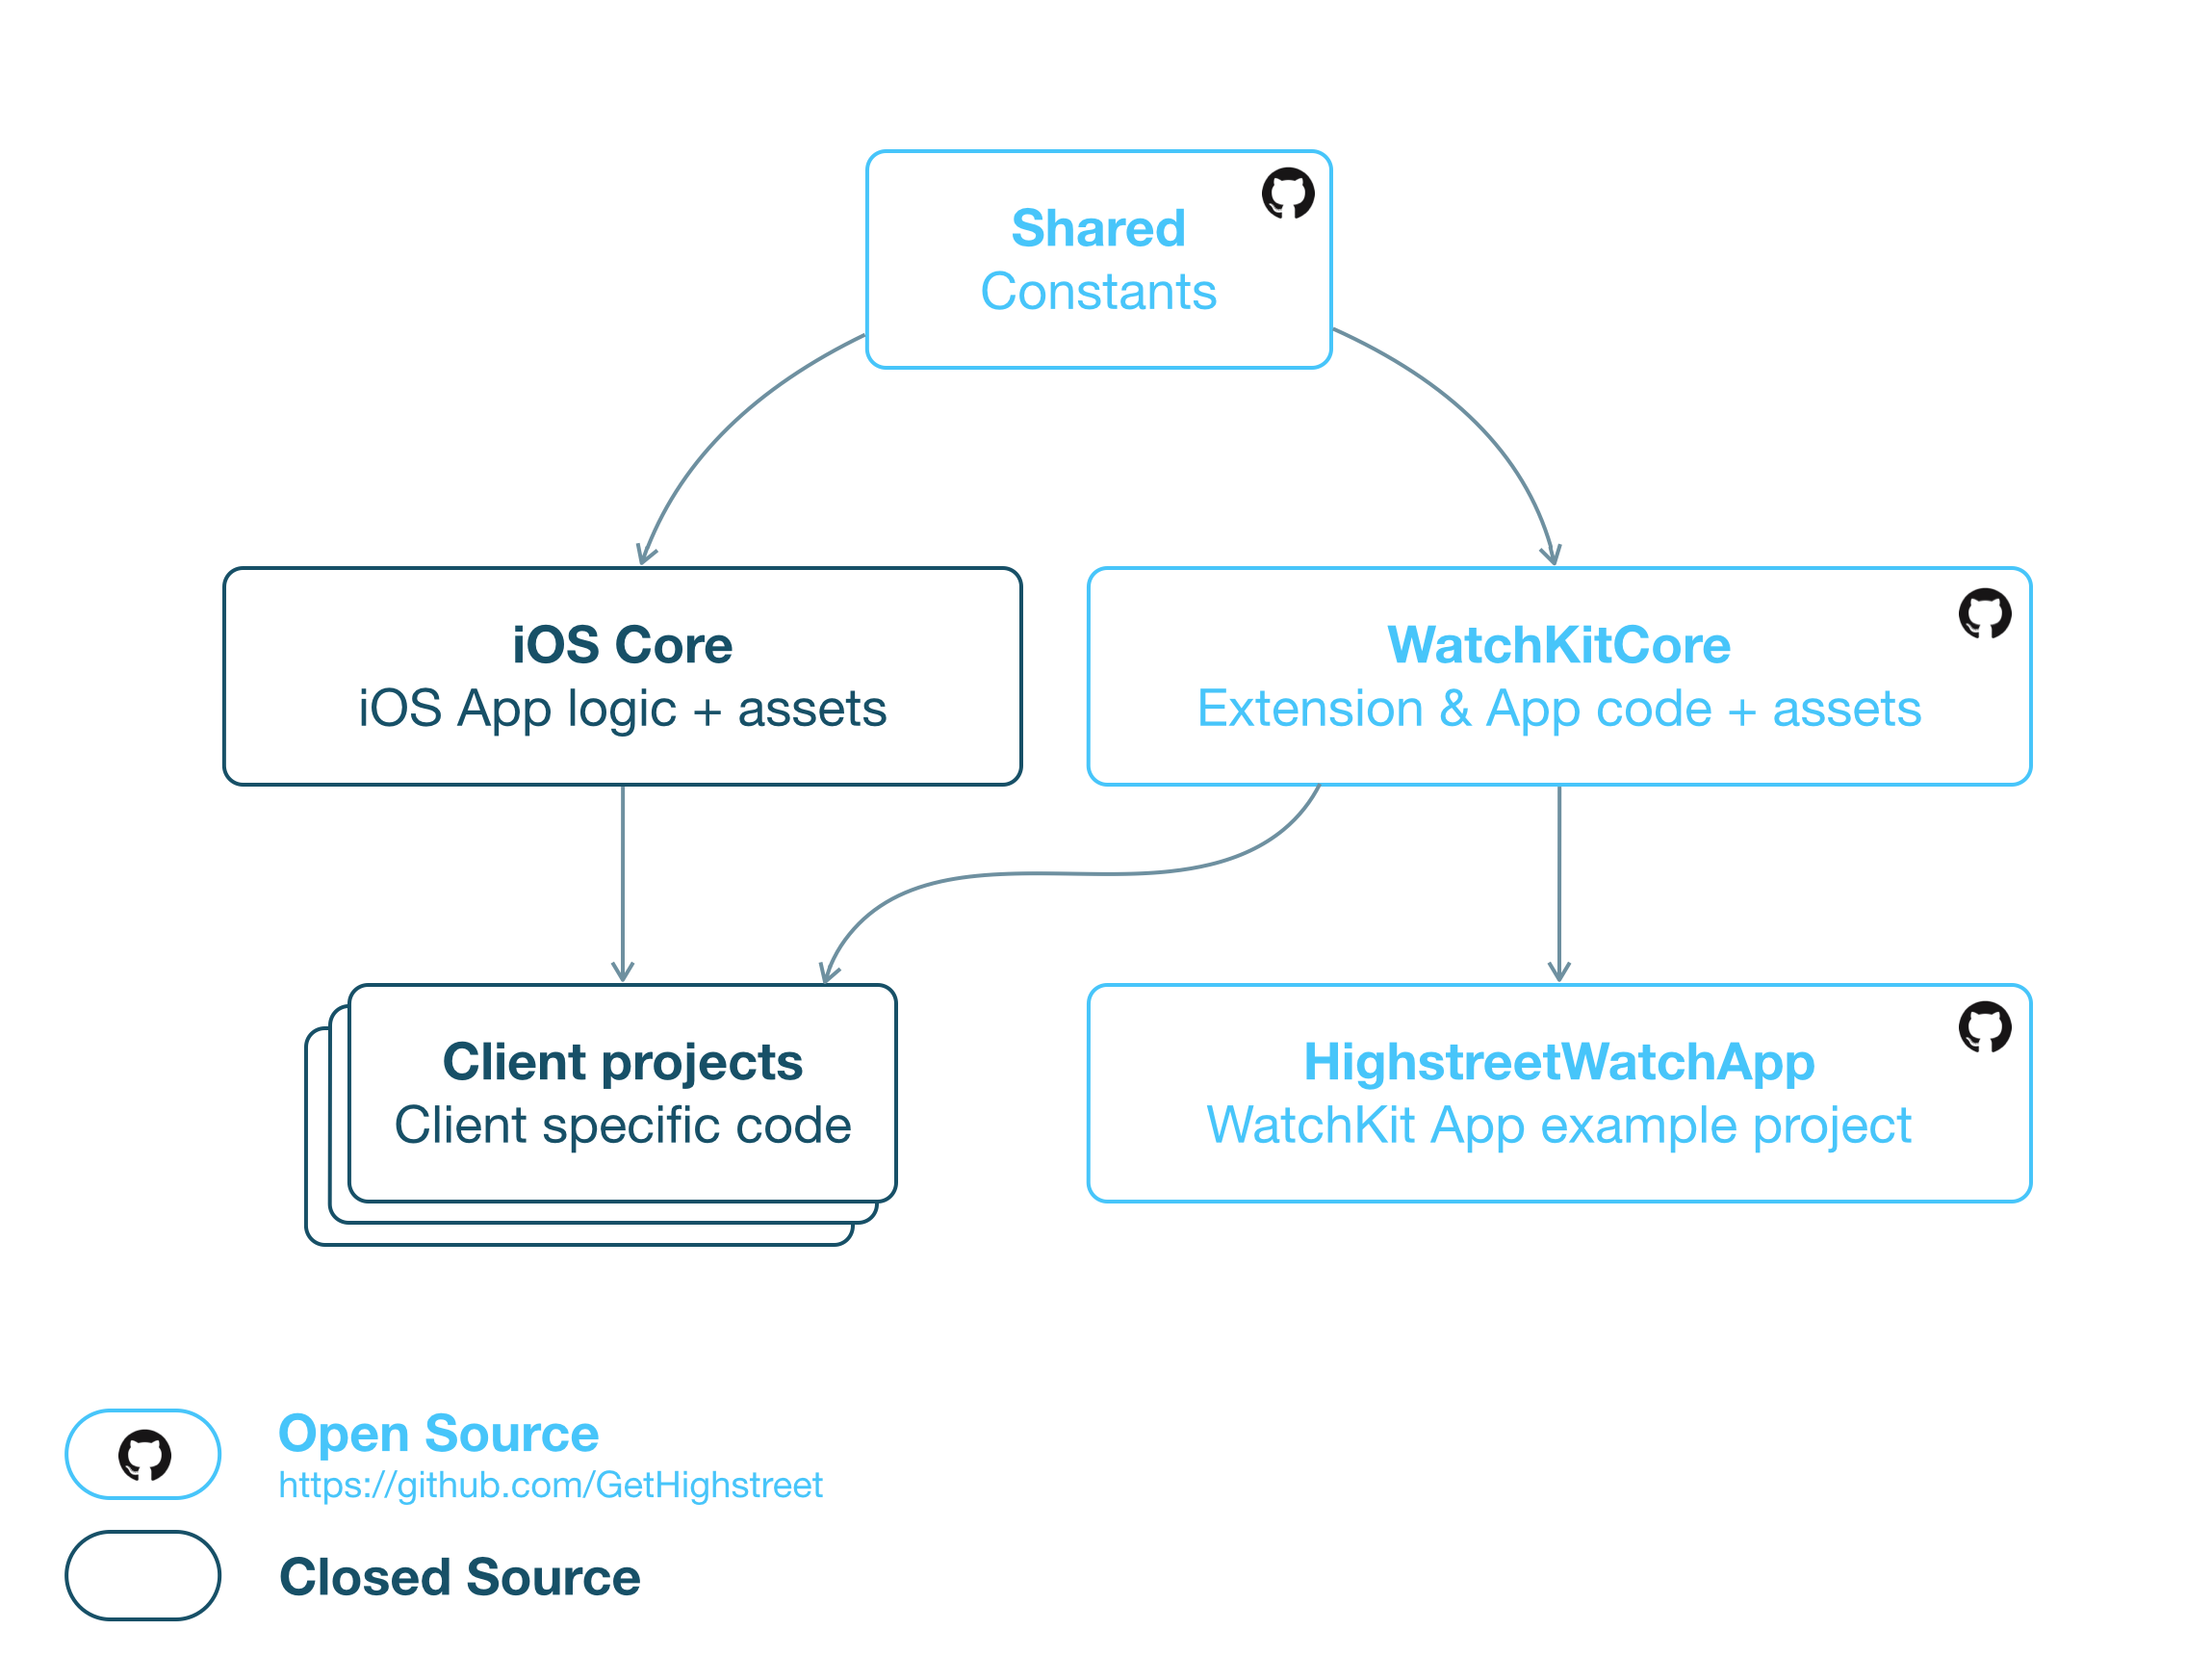 Shared
Constants
iOS Core
iOS App logic + assets
WatchKitCore
Extension & App code + assets
Client projects
Client specific code
HighstreetWatchApp
WatchKit App example project
Open Source
https://github.com/GetHighstreet
Closed Source